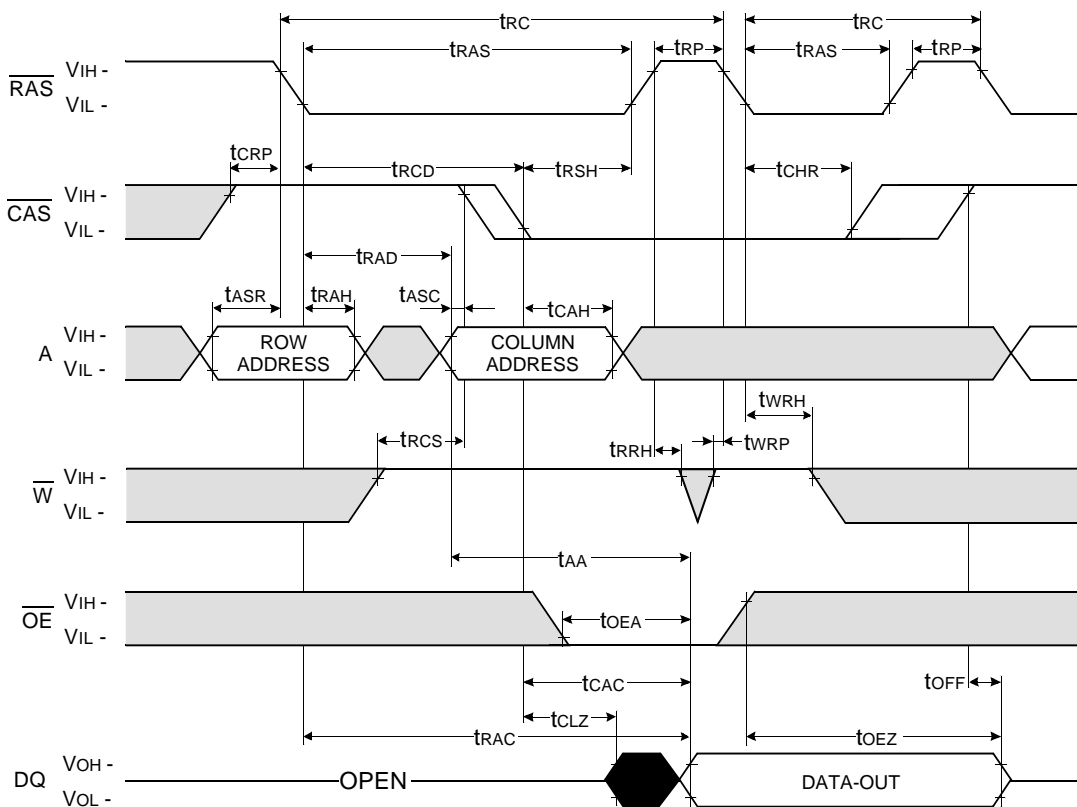 tRC tRC
tRAS tRP tRAS tRP
RAS VIH -
VIL -
tCRP tRCD tRSH tCHR
CAS VIH -
VIL -
tRAD
tASR tRAH tASC tCAH
A VIH -
VIL -
ROW
ADDRESS
COLUMN
ADDRESS
tWRH
tRCS tRRH tWRP
W VIH -
VIL -
tAA
OE VIH -
VIL -
tOEA
tCAC tOFF
tCLZ
tRAC tOEZ
DQ VOH -
VOL -
OPEN DATA-OUT